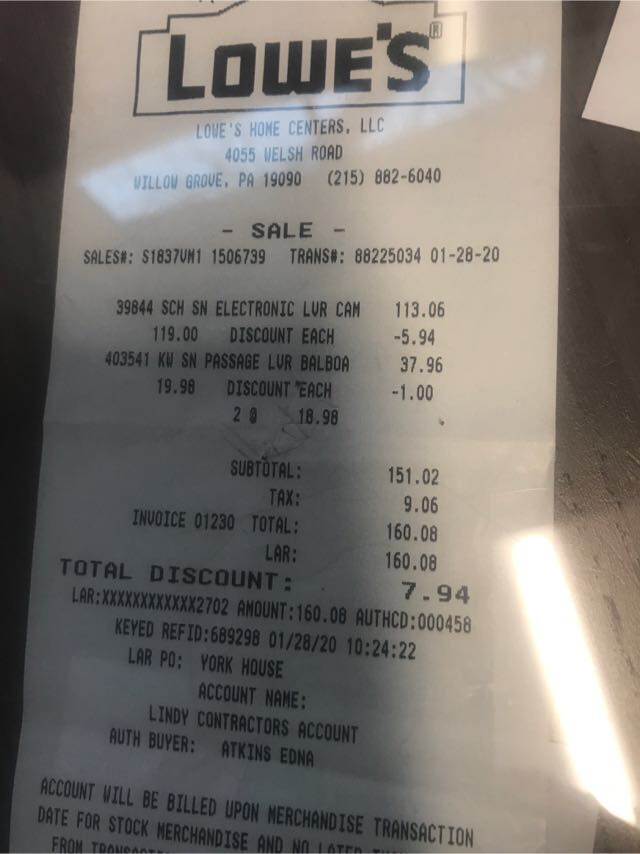 LOWE'S®
LOWE'S HOME CENTERS, LLC
4055 WELSH ROAD
WILLOW GROVE, PA 19090 (215) 882-6040
- SALE -
SALES#: S1837VM1 1506739 TRANS#: 88225034 01-28-20
39844 SCH SN ELECTRONIC LVR CAM 113.06
119.00 DISCOUNT EACH -5.94
403541 KW SN PASSAGE LVR BALBOA 37.96
19.98 DISCOUNT EACH -1.00
2 @ 18.98
SUBTOTAL: 151.02
TAX: 9.06
INVOICE 01230 TOTAL: 160.08
LAR: 160.08
TOTAL DISCOUNT: 7.94
LAR:XXXXXXXXXXXX2702 AMOUNT:160.08 AUTHCD:000458
KEYED REFID:689298 01/28/20 10:24:22
LAR PO: YORK HOUSE
ACCOUNT NAME:
LINDY CONTRACTORS ACCOUNT
AUTH BUYER: ATKINS EDNA
ACCOUNT WILL BE BILLED UPON MERCHANDISE TRANSACTION
DATE FOR STOCK MERCHANDISE AND NO LATER
FROM